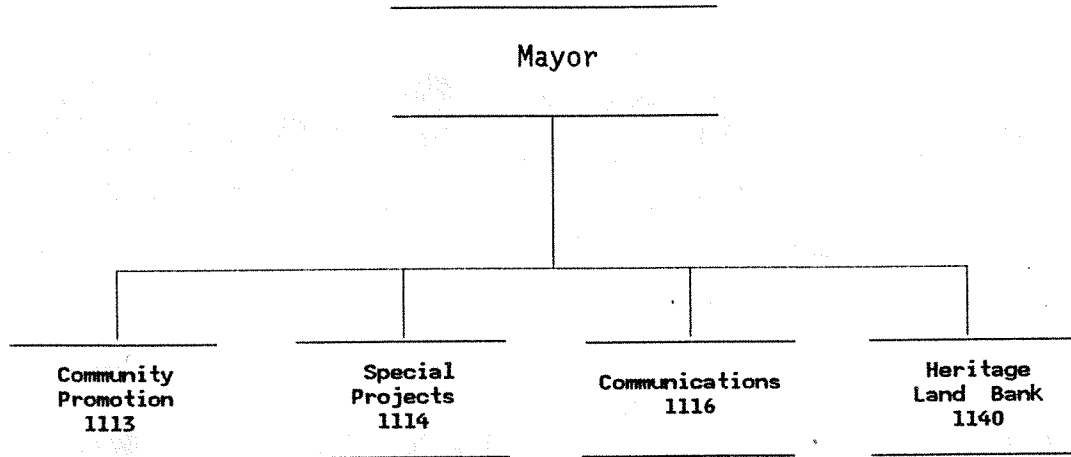 Mayor
Community
Promotion
1113
Special
Projects
1114
Communications
1116
Heritage
Land Bank
1140